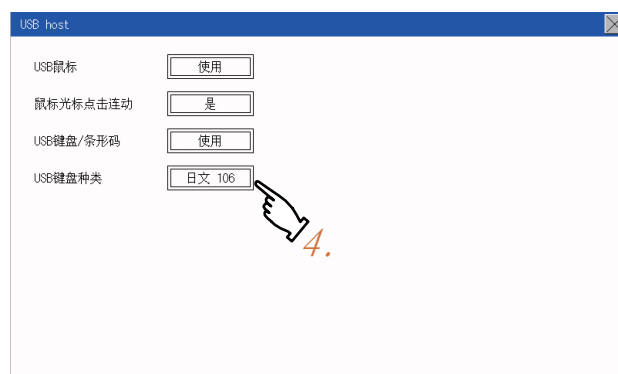 USB host
USB鼠标 使用
鼠标光标点击连动 是
USB键盘/条形码 使用
USB键盘种类 日文 106
4.